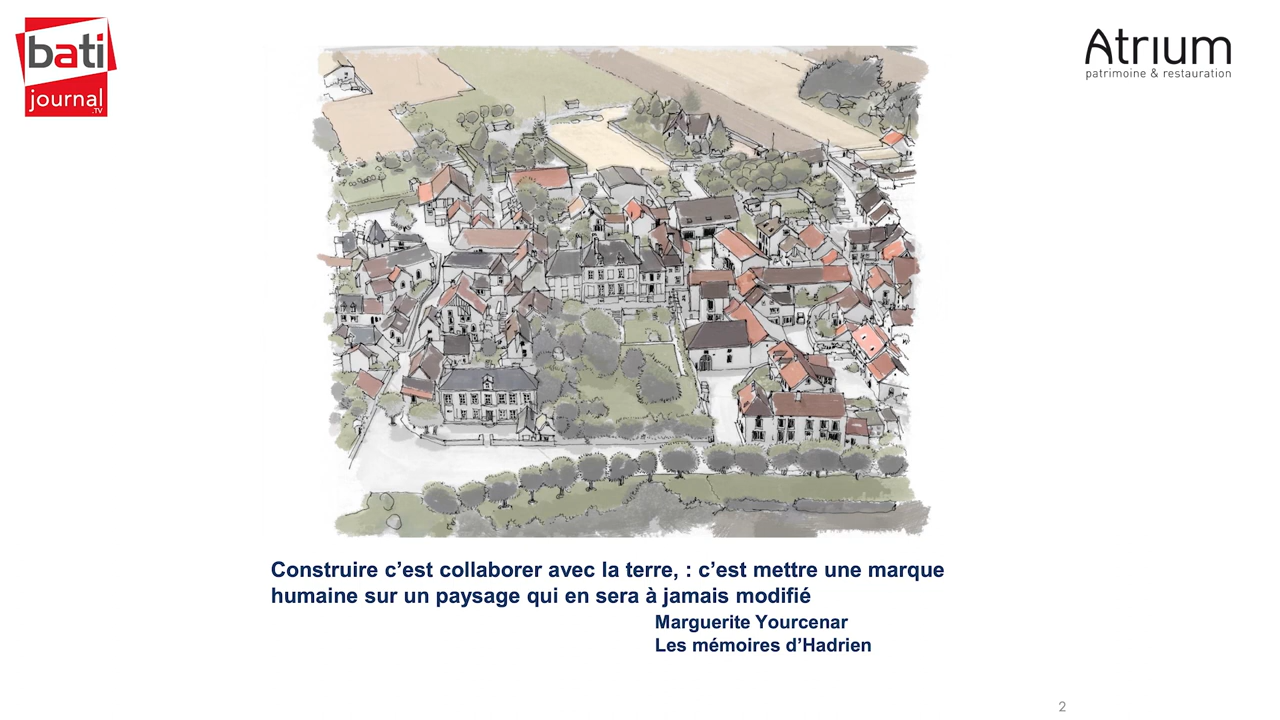 bati
journal
.TV
Atrium
patrimoine & restauration
Construire c’est collaborer avec la terre, : c’est mettre une marque
humaine sur un paysage qui en sera à jamais modifié
Marguerite Yourcenar
Les mémoires d’Hadrien
2